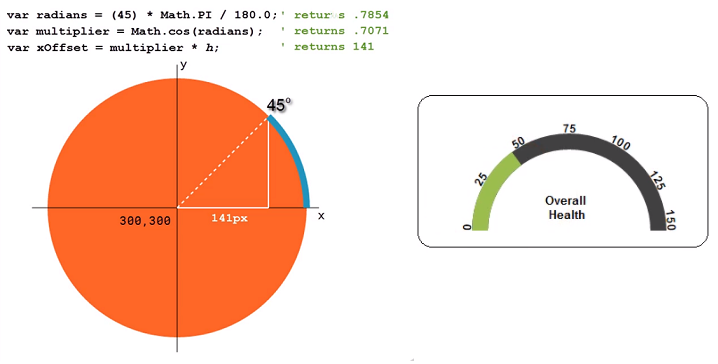 var radians = (45) * Math.PI / 180.0;' returns .7854
var multiplier = Math.cos(radians); ' returns .7071
var xOffset = multiplier * h; ' returns 141
y
45°
x
141px
300,300
0
25
50
75
100
125
150
Overall
Health